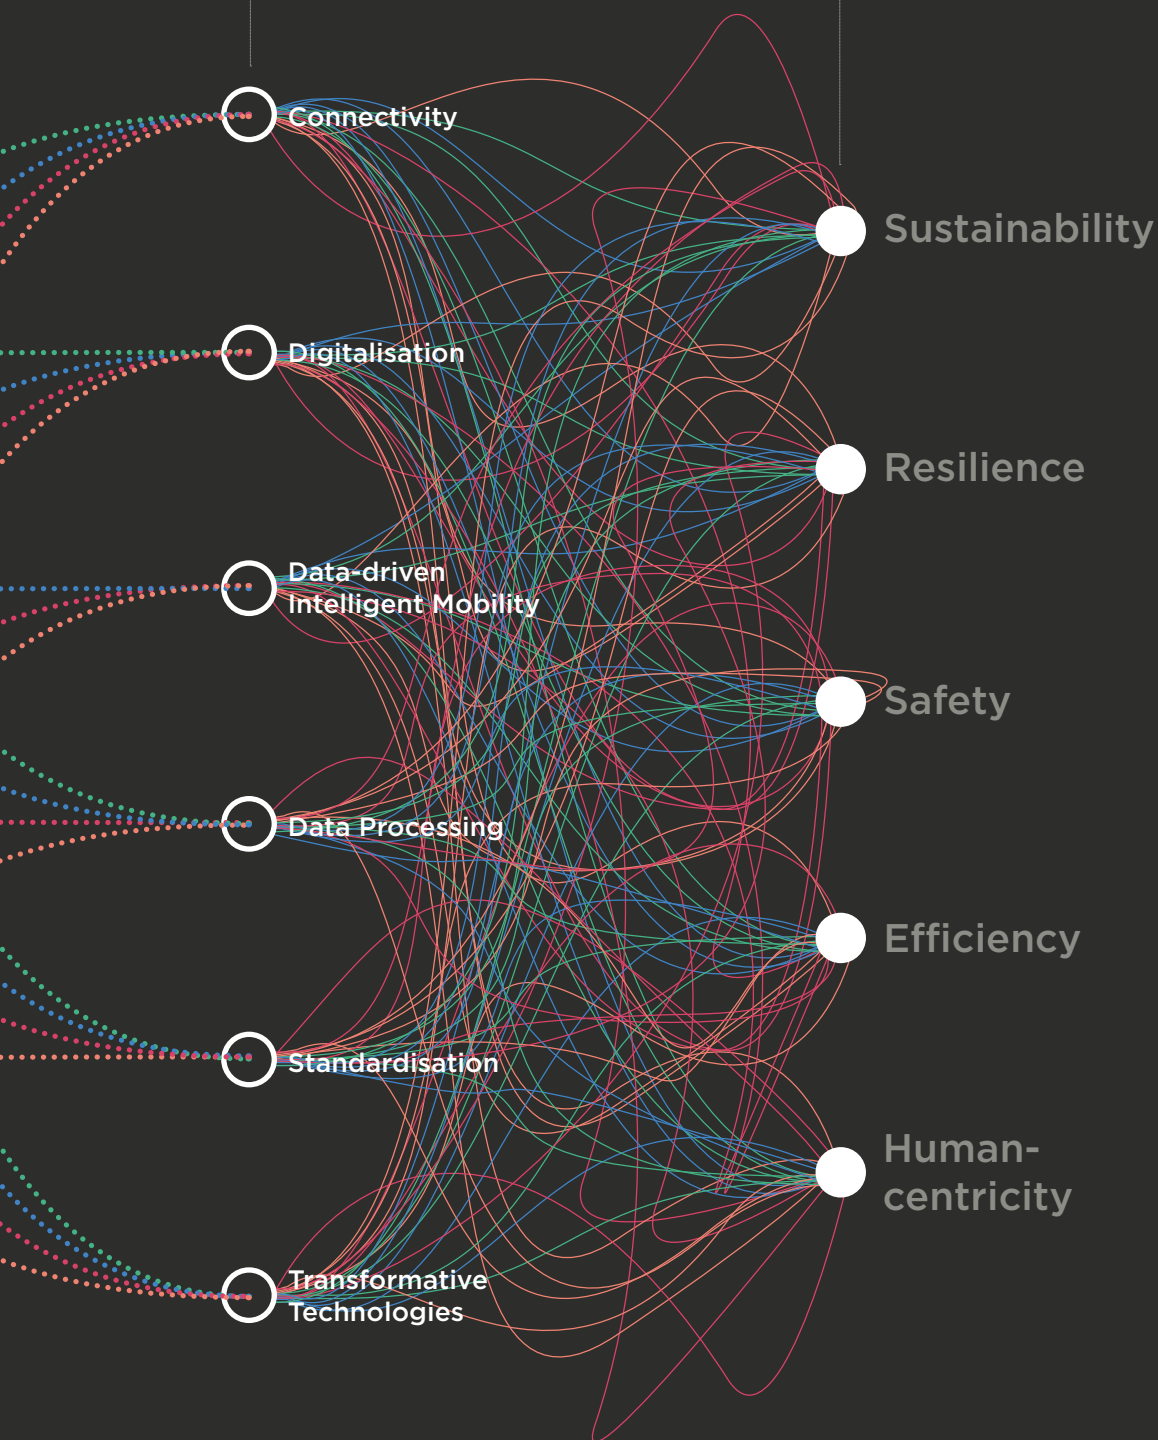 Connectivity
Sustainability
Digitalisation
Resilience
Data-driven
Intelligent Mobility
Safety
Data Processing
Efficiency
Standardisation
Human-
centricity
Transformative
Technologies